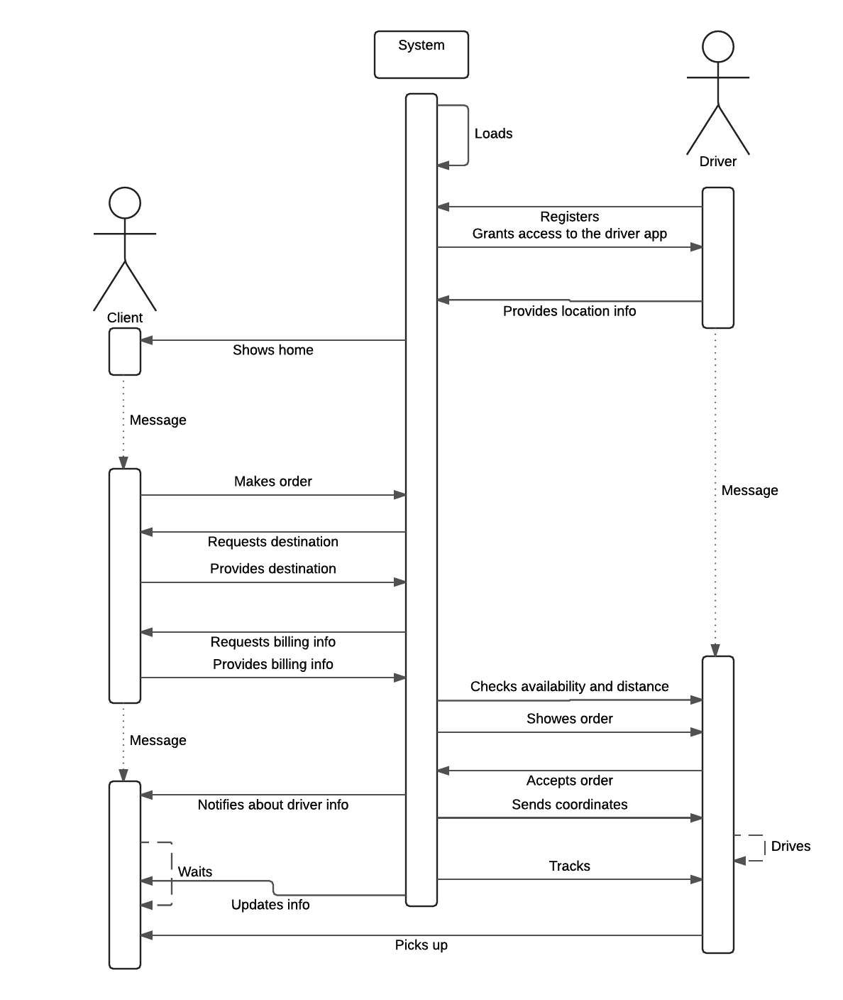 System
Loads
Driver
Registers
Grants access to the driver app
Provides location info
Client
Shows home
Message
Makes order
Message
Requests destination
Provides destination
Requests billing info
Provides billing info
Checks availability and distance
Showes order
Message
Accepts order
Notifies about driver info
Sends coordinates
Drives
Tracks
Waits
Updates info
Picks up